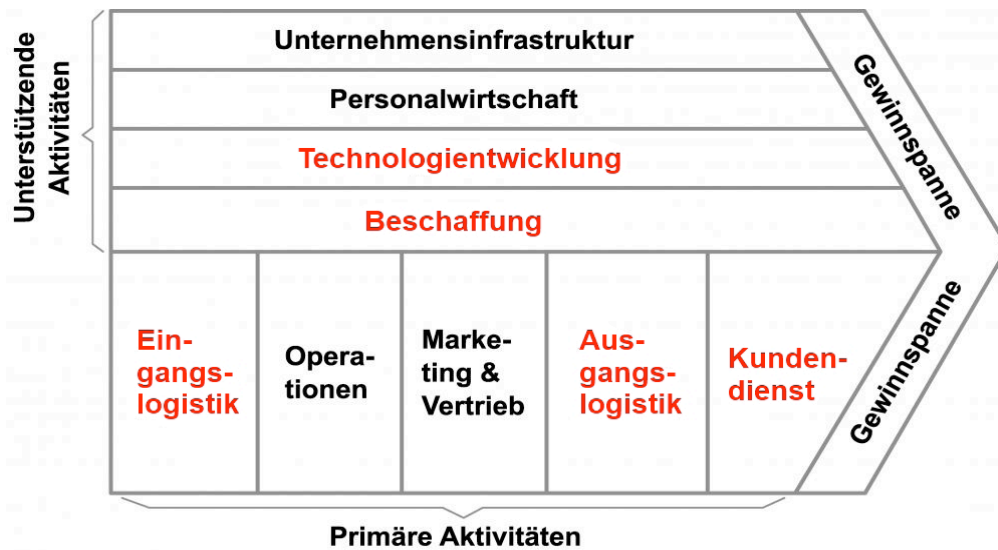 Unterstützende
Aktivitäten
Unternehmensinfrastruktur
Personalwirtschaft
Technologientwicklung
Beschaffung
Gewinnspanne
Ein-
gangs-
logistik
Opera-
tionen
Marke-
ting &
Vertrieb
Aus-
gangs-
logistik
Kunden-
dienst
Gewinnspanne
Primäre Aktivitäten